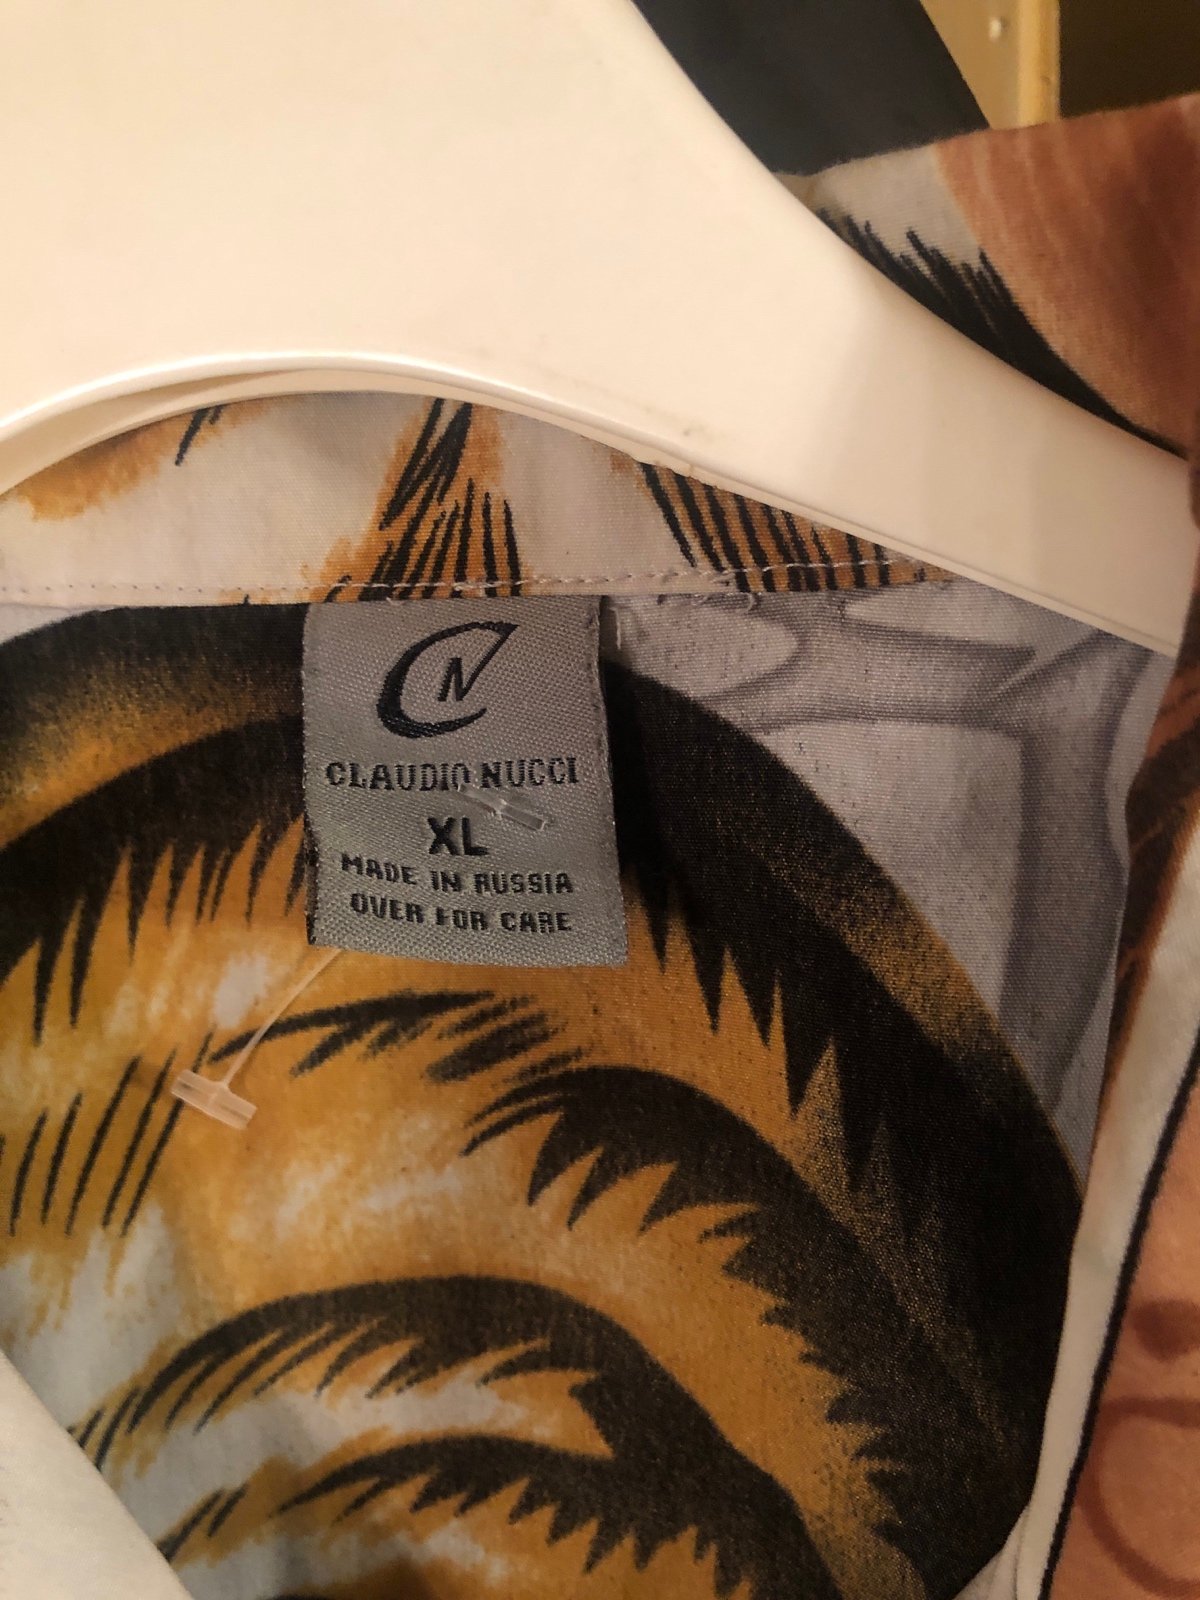 CN
CLAUDIO NUCCI
XL
MADE IN RUSSIA
OVER FOR CARE